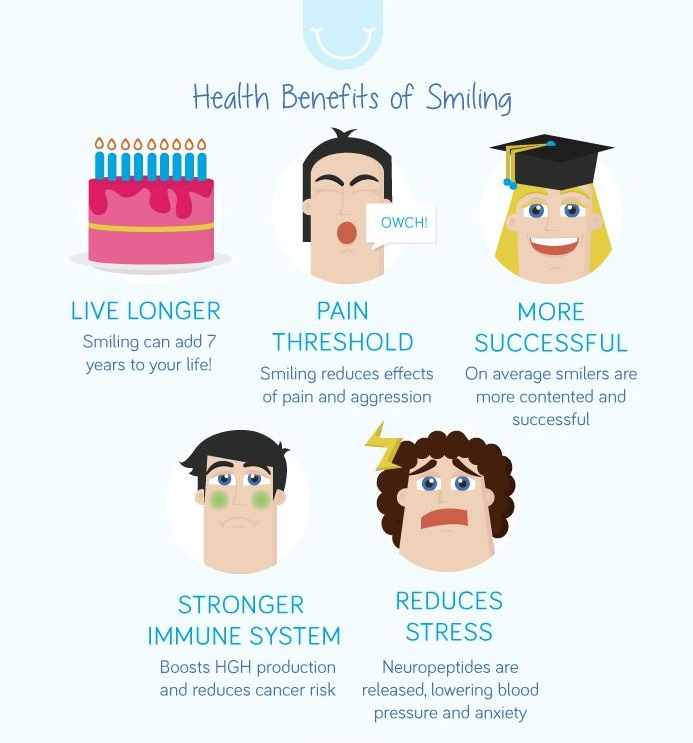 Health Benefits of Smiling
OWCH!
LIVE LONGER
Smiling can add 7
years to your life!
PAIN
THRESHOLD
Smiling reduces effects
of pain and aggression
MORE
SUCCESSFUL
On average smilers are
more contented and
successful
STRONGER
IMMUNE SYSTEM
Boosts HGH production
and reduces cancer risk
REDUCES
STRESS
Neuropeptides are
released, lowering blood
pressure and anxiety